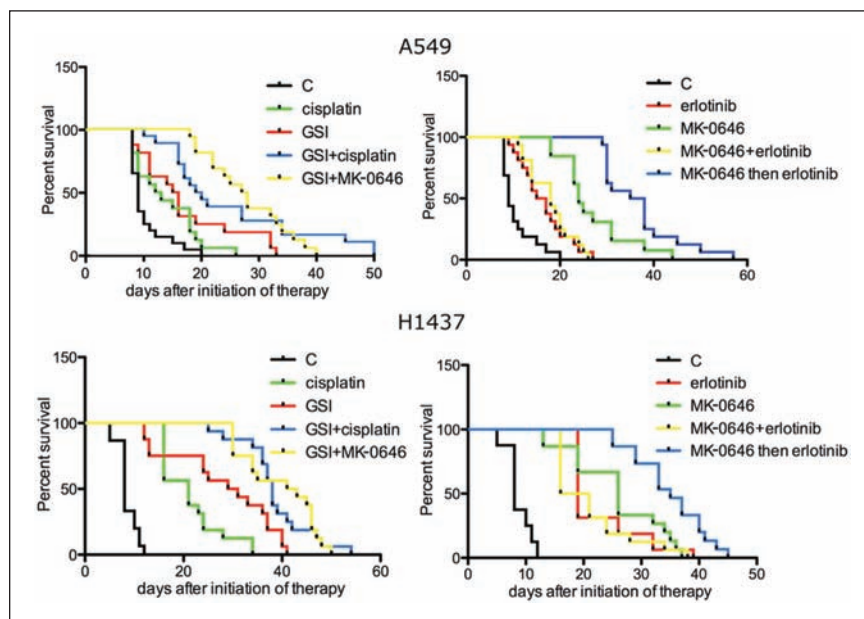 A549
150
100
50
0
Percent survival
C
cisplatin
GSI
GSI+cisplatin
GSI+MK-0646
0 10 20 30 40 50
days after initiation of therapy
150
100
50
0
Percent survival
C
erlotinib
MK-0646
MK-0646+erlotinib
MK-0646 then erlotinib
0 20 40 60
days after initiation of therapy
H1437
150
100
50
0
Percent survival
C
cisplatin
GSI
GSI+cisplatin
GSI+MK-0646
0 20 40 60
days after initiation of therapy
150
100
50
0
Percent survival
C
erlotinib
MK-0646
MK-0646+erlotinib
MK-0646 then erlotinib
0 10 20 30 40 50
days after initiation of therapy